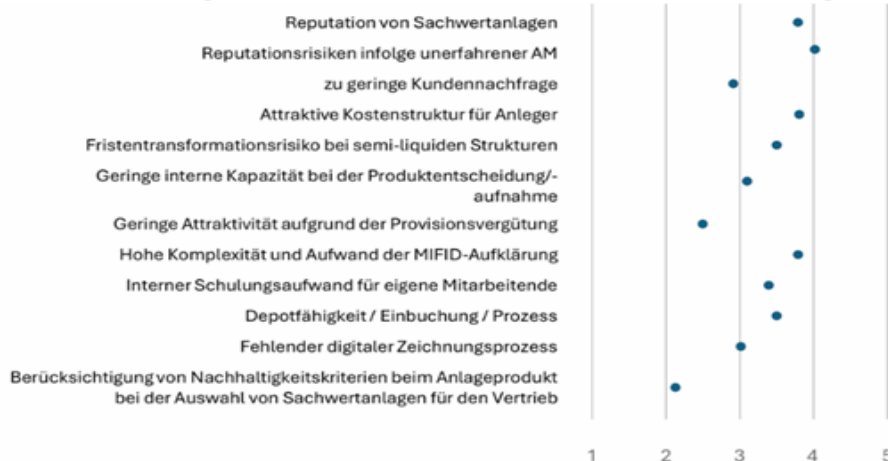 Reputation von Sachwertanlagen
Reputationsrisiken infolge unerfahrener AM
zu geringe Kundennachfrage
Attraktive Kostenstruktur für Anleger
Fristentransformationsrisiko bei semi-liquiden Strukturen
Geringe interne Kapazität bei der Produktentscheidung/-
aufnahme
Geringe Attraktivität aufgrund der Provisionsvergütung
Hohe Komplexität und Aufwand der MIFID-Aufklärung
Interner Schulungsaufwand für eigene Mitarbeitende
Depotfähigkeit / Einbuchung / Prozess
Fehlender digitaler Zeichnungsprozess
Berücksichtigung von Nachhaltigkeitskriterien beim Anlageprodukt
bei der Auswahl von Sachwertanlagen für den Vertrieb
1 2 3 4 5